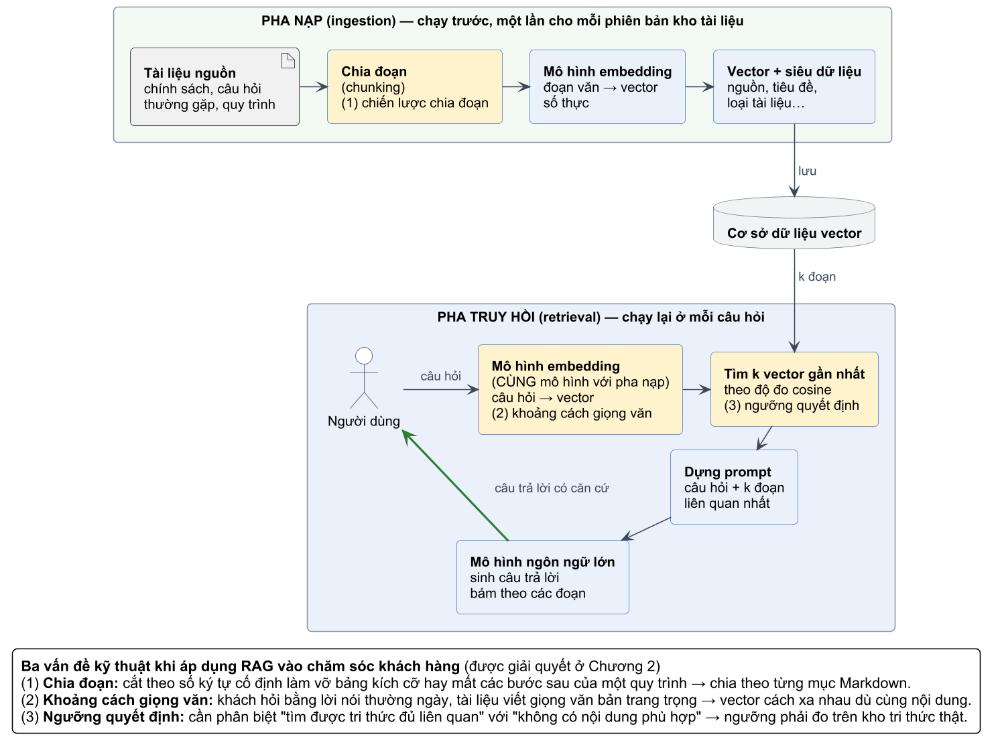 PHA NẠP (ingestion) — chạy trước, một lần cho mỗi phiên bản kho tài liệu
Tài liệu nguồn
chính sách, câu hỏi
thường gặp, quy trình
Chia đoạn
(chunking)
(1) chiến lược chia đoạn
Mô hình embedding
đoạn văn → vector
số thực
Vector + siêu dữ liệu
nguồn, tiêu đề,
loại tài liệu…
lưu
Cơ sở dữ liệu vector
k đoạn
PHA TRUY HỒI (retrieval) — chạy lại ở mỗi câu hỏi
Người dùng
câu hỏi
Mô hình embedding
(CÙNG mô hình với pha nạp)
câu hỏi → vector
(2) khoảng cách giọng văn
Tìm k vector gần nhất
theo độ đo cosine
(3) ngưỡng quyết định
Dựng prompt
câu hỏi + k đoạn
liên quan nhất
câu trả lời có căn cứ
Mô hình ngôn ngữ lớn
sinh câu trả lời
bám theo các đoạn
Ba vấn đề kỹ thuật khi áp dụng RAG vào chăm sóc khách hàng (được giải quyết ở Chương 2)
(1) Chia đoạn: cắt theo số ký tự cố định làm vỡ bảng kích cỡ hay mất các bước sau của một quy trình → chia theo từng mục Markdown.
(2) Khoảng cách giọng văn: khách hỏi bằng lời nói thường ngày, tài liệu viết giọng văn bản trang trọng → vector cách xa nhau dù cùng nội dung.
(3) Ngưỡng quyết định: cần phân biệt "tìm được tri thức đủ liên quan" với "không có nội dung phù hợp" → ngưỡng phải đo trên kho tri thức thật.